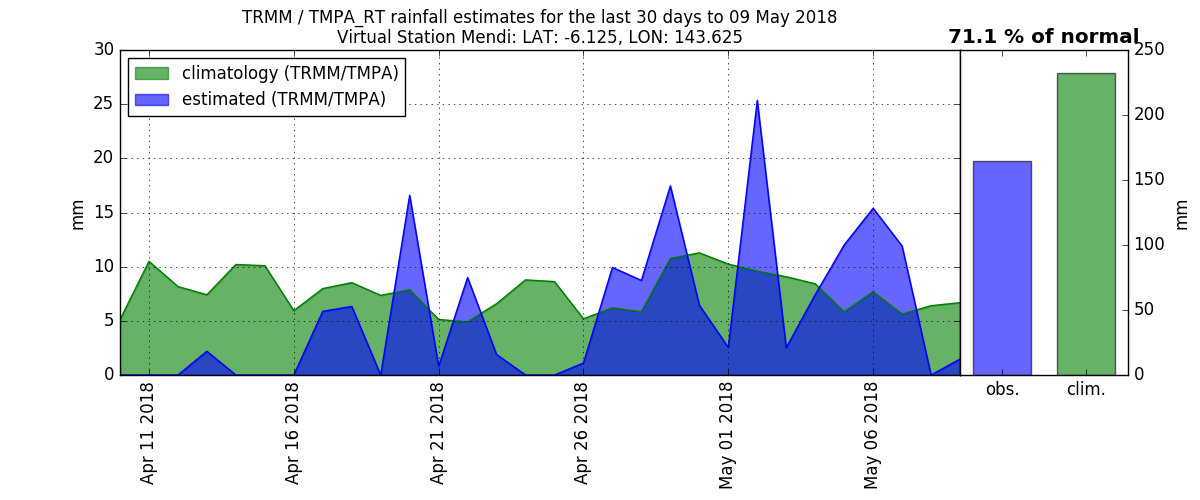 TRMM / TMPA_RT rainfall estimates for the last 30 days to 09 May 2018
Virtual Station Mendi: LAT: -6.125, LON: 143.625
71.1 % of normal
climatology (TRMM/TMPA)
estimated (TRMM/TMPA)
30
25
20
15
10
5
0
mm
Apr 11 2018
Apr 16 2018
Apr 21 2018
Apr 26 2018
May 01 2018
May 06 2018
obs.
clim.
250
200
150
100
50
0
mm